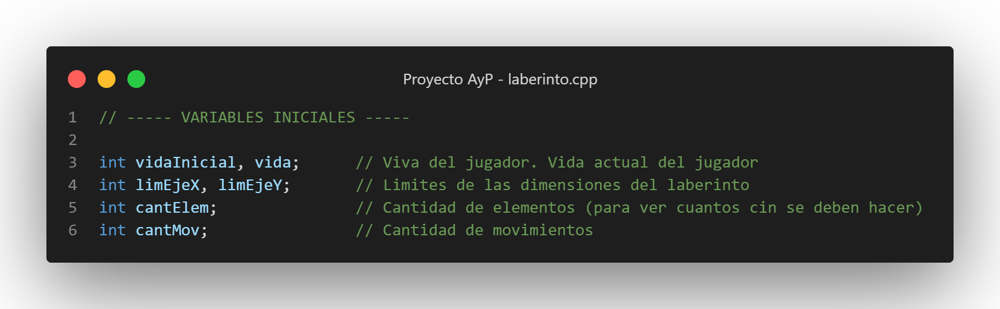 Proyecto AyP - laberinto.cpp
1 // ----- VARIABLES INICIALES -----
2
3 int vidaInicial, vida; // Viva del jugador. Vida actual del jugador
4 int limEjeX, limEjeY; // Limites de las dimensiones del laberinto
5 int cantElem; // Cantidad de elementos (para ver cuantos cin se deben hacer)
6 int cantMov; // Cantidad de movimientos